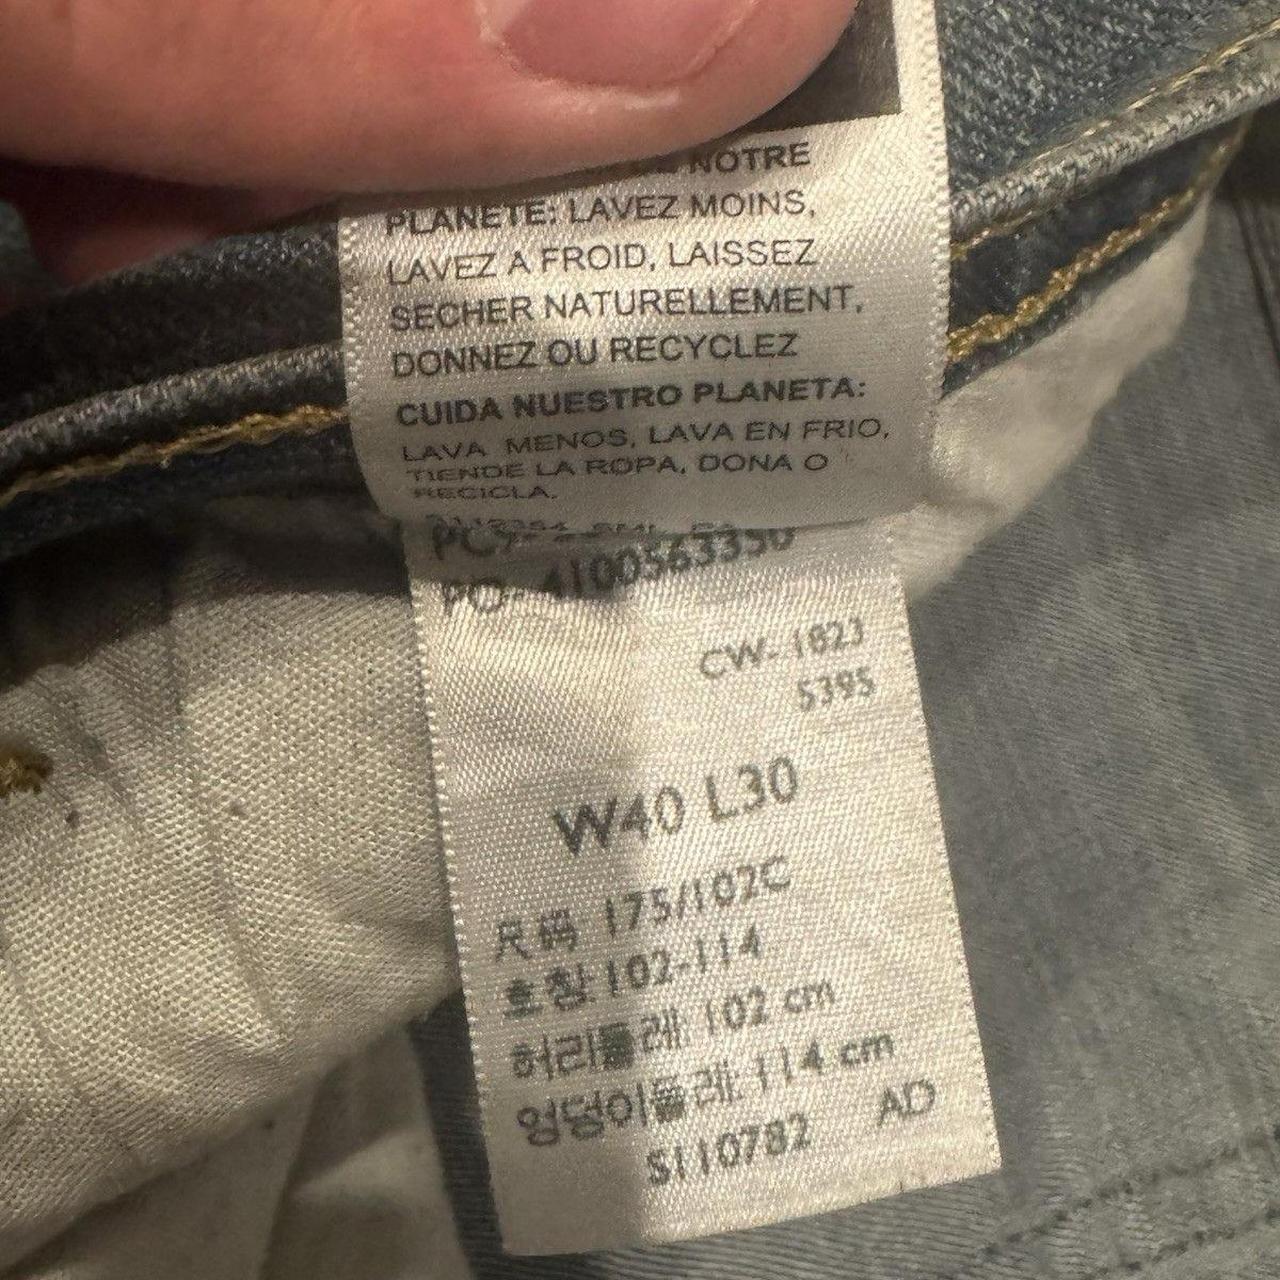 NOTRE
PLANETE: LAVEZ MOINS,
LAVEZ A FROID, LAISSEZ
SECHER NATURELLEMENT,
DONNEZ OU RECYCLEZ
CUIDA NUESTRO PLANETA:
LAVA MENOS, LAVA EN FRIO,
TIENDE LA ROPA, DONA O
RECICLA.
PO- 4100563350
CW- 1823
5395
W40 L30
尺码 175/102C
호칭: 102-114
허리둘레: 102 cm
엉덩이둘레: 114 cm
S110782 AD